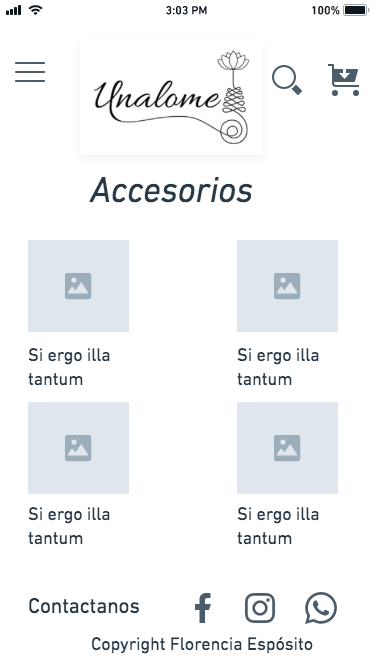 3:03 PM
100%
Unalome
Accesorios
Si ergo illa
tantum
Si ergo illa
tantum
Si ergo illa
tantum
Si ergo illa
tantum
Contactanos
Copyright Florencia Espósito